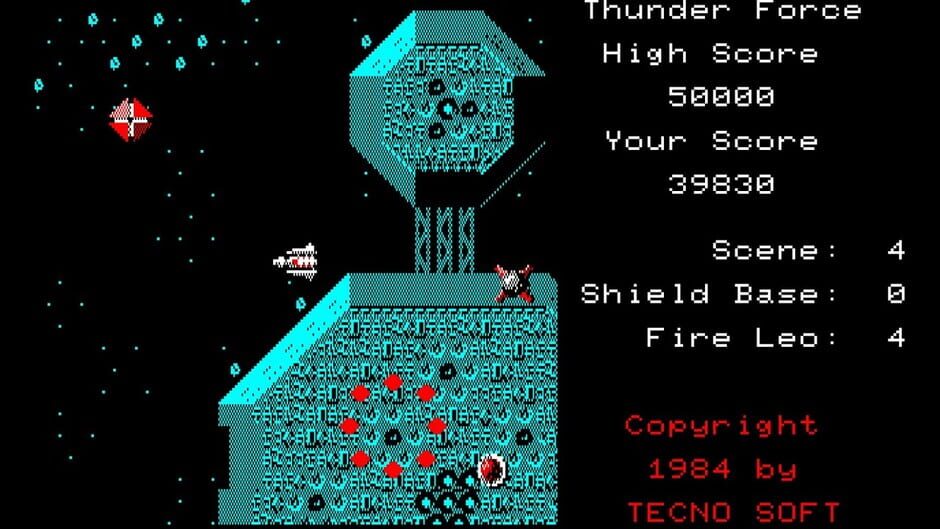 Thunder Force
High Score
50000
Your Score
39830
Scene: 4
Shield Base: 0
Fire Leo: 4
Copyright
1984 by
TECNO SOFT